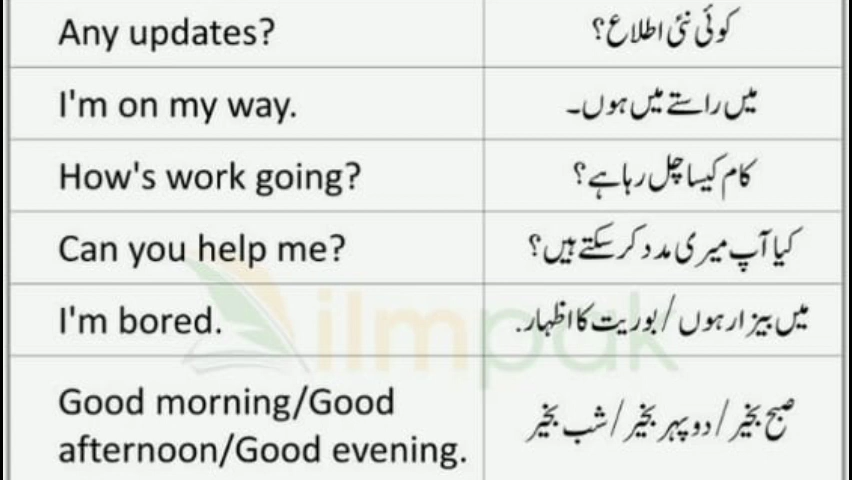 Any updates?
کوئی نئی اطلاع؟
I'm on my way.
میں راستے میں ہوں۔
How's work going?
کام کیسا چل رہا ہے؟
Can you help me?
کیا آپ میری مدد کر سکتے ہیں؟
I'm bored.
میں بیزار ہوں / بوریت کا اظہار.
Good morning/Good
afternoon/Good evening.
صبح بخیر / دوپہر بخیر / شب بخیر
ilmpak